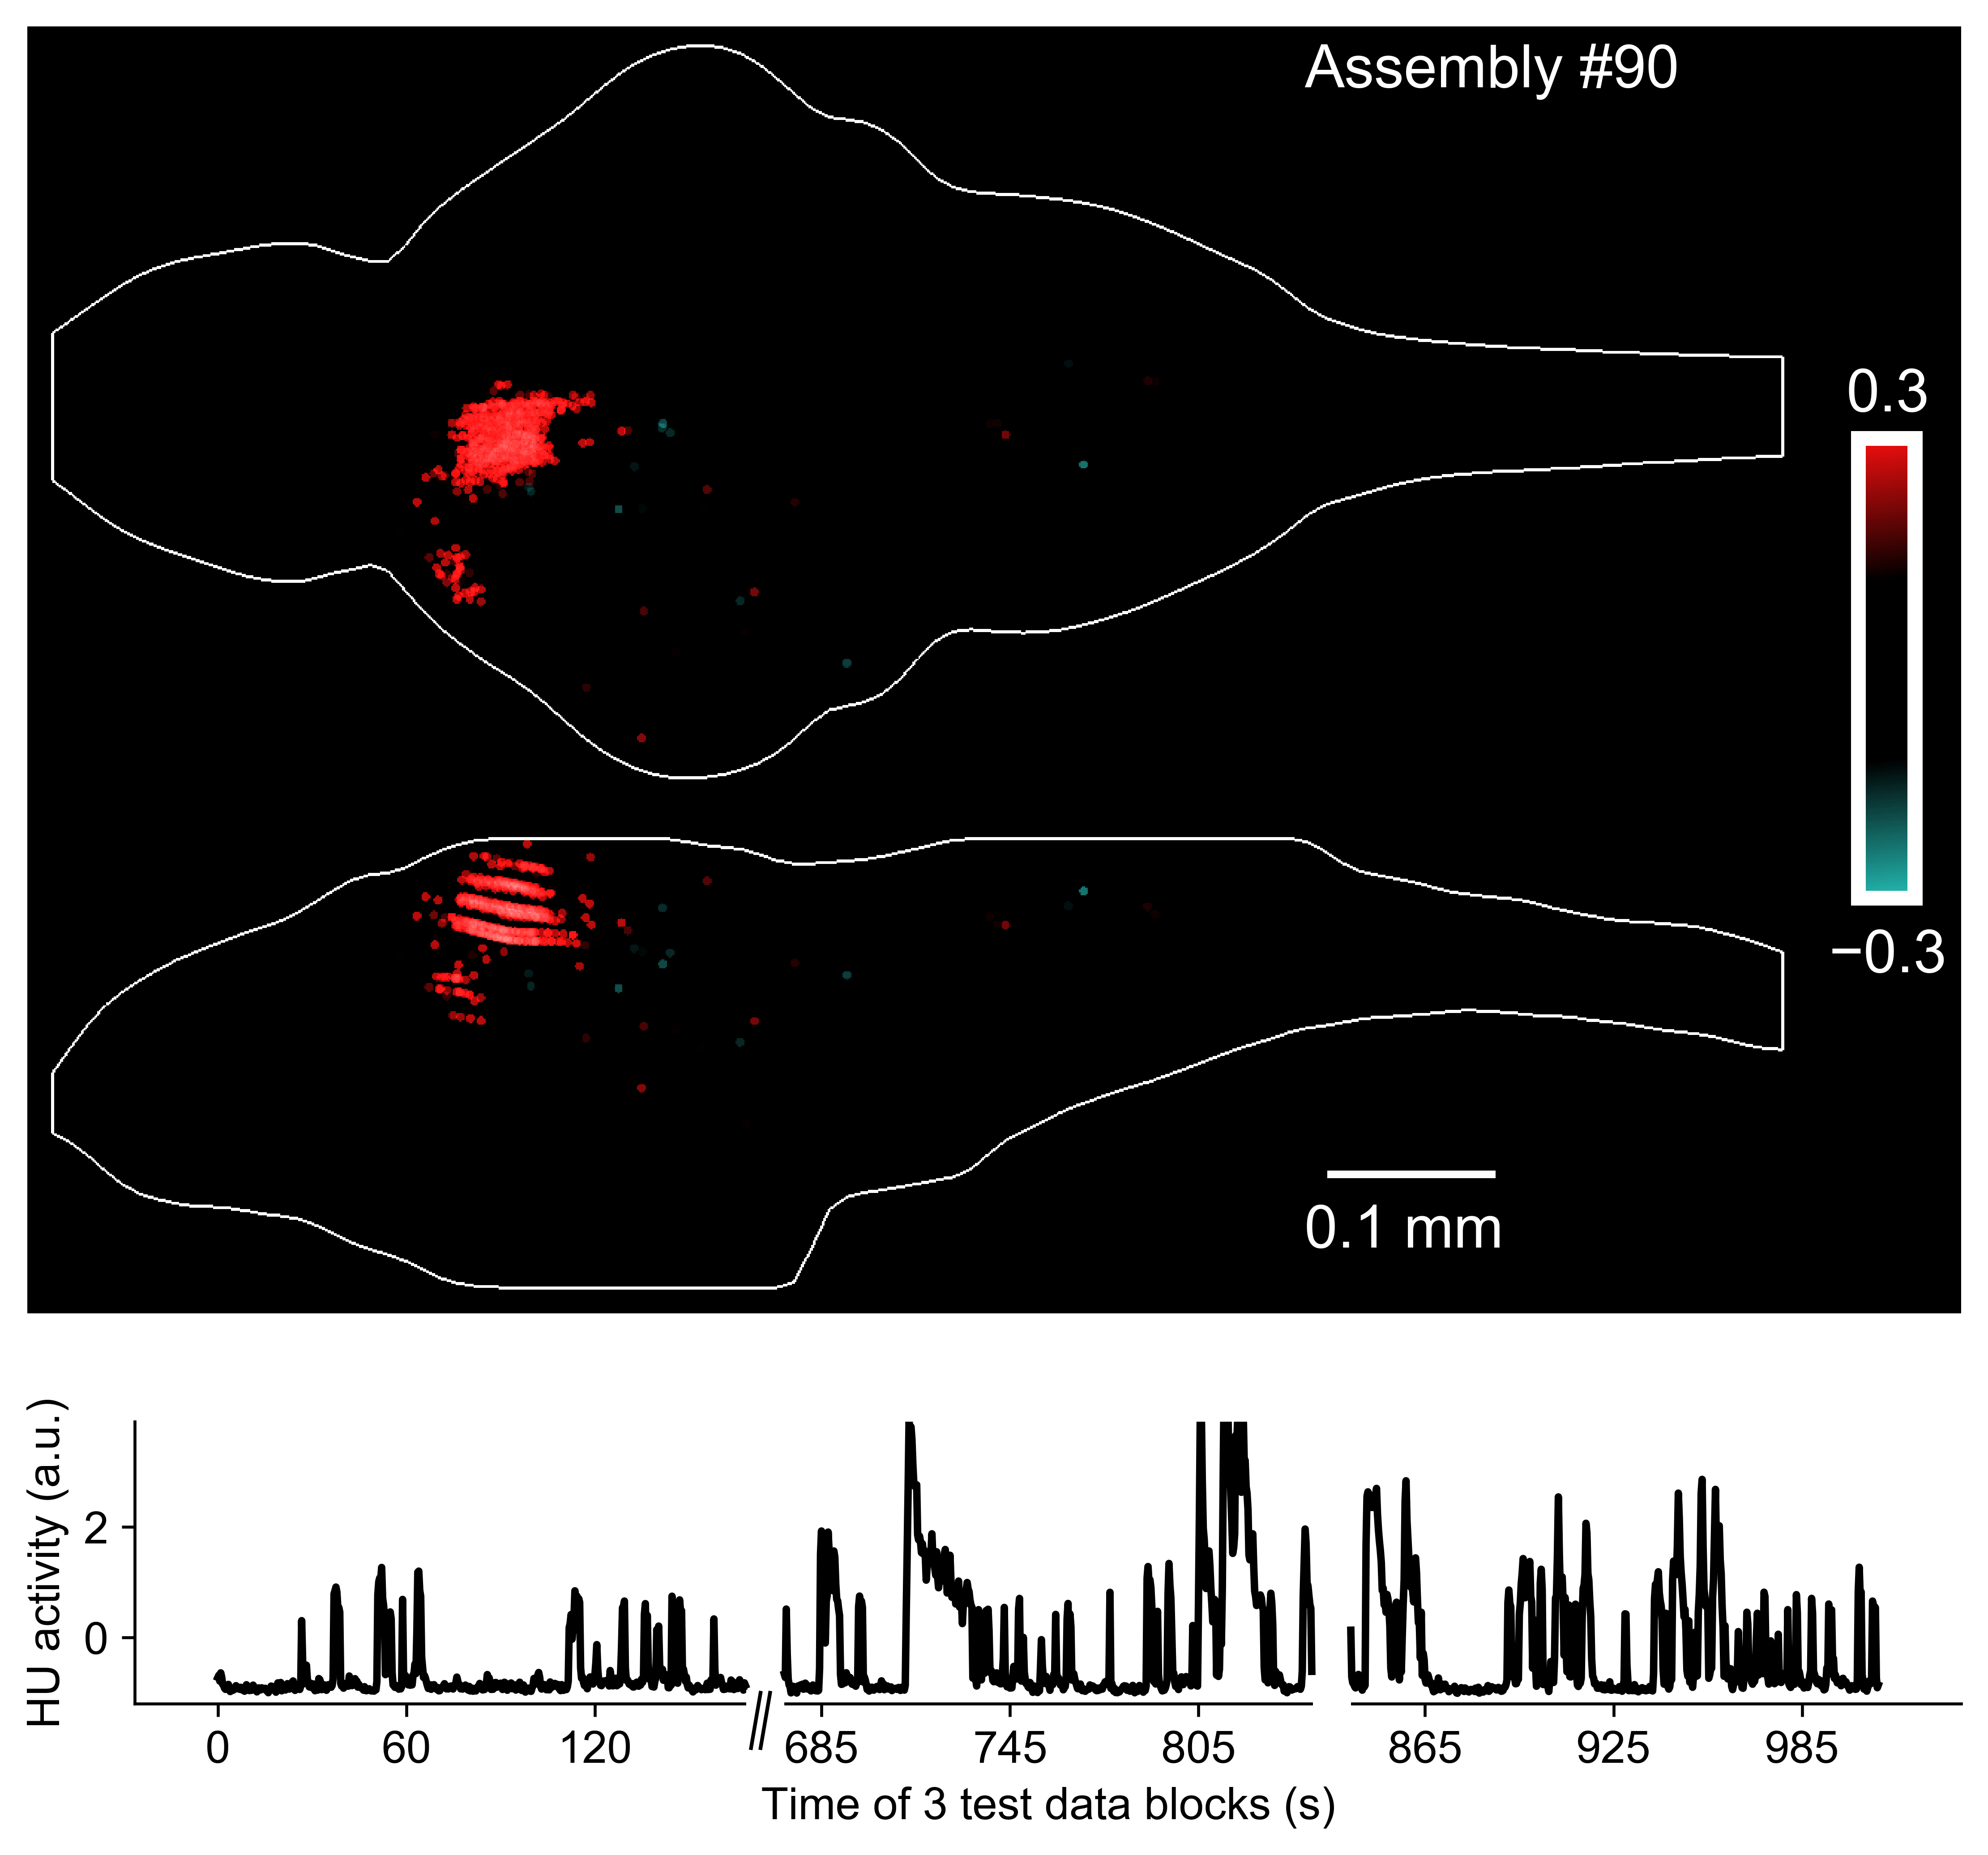 Assembly #90
0.3
−0.3
0.1 mm
HU activity (a.u.)
2
0
0 60 120 685 745 805 865 925 985
Time of 3 test data blocks (s)